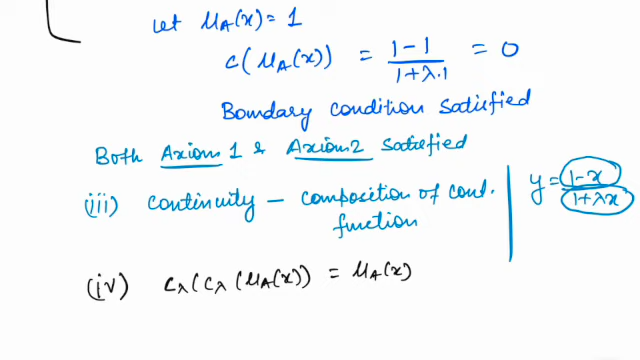 Let μA(x) = 1
c(μA(x)) = 1-1 / 1+λ.1 = 0
Boundary condition satisfied
Both Axiom 1 & Axiom 2 satisfied
(iii) Continuity – composition of cont. function
y = 1-x / 1+λx
(iv) cλ(cλ(μA(x)) = μA(x)